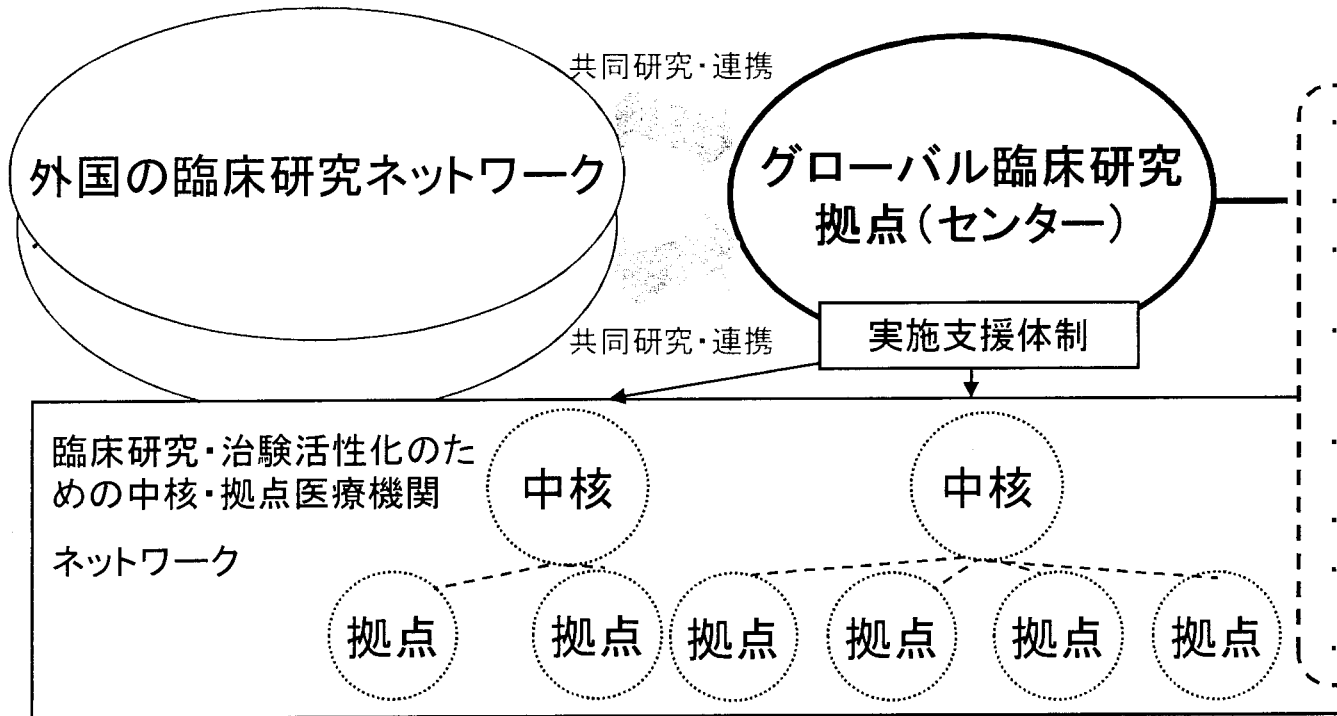 共同研究・連携
外国の臨床研究ネットワーク
グローバル臨床研究
拠点（センター）
共同研究・連携
実施支援体制
臨床研究・治験活性化のた
めの中核・拠点医療機関
ネットワーク
中核
中核
拠点
拠点
拠点
拠点
拠点
拠点